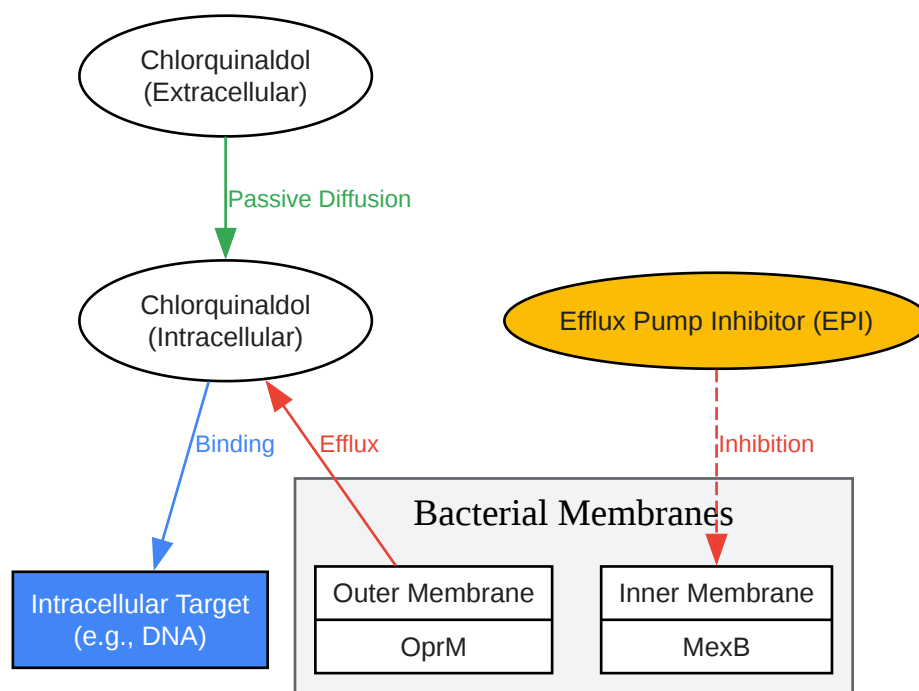 Chlorquinaldol
(Extracellular)
Passive Diffusion
Chlorquinaldol
(Intracellular)
Efflux Pump Inhibitor (EPI)
Binding
Efflux
Inhibition
Bacterial Membranes
Intracellular Target
(e.g., DNA)
Outer Membrane
OprM
Inner Membrane
MexB